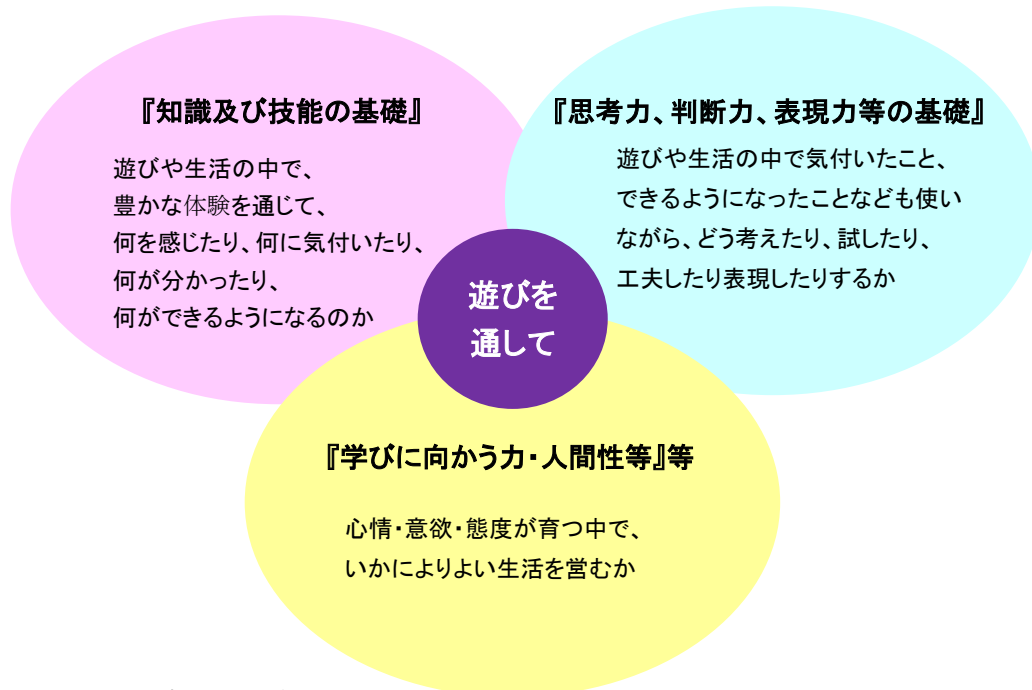 『知識及び技能の基礎』
遊びや生活の中で、
豊かな体験を通じて、
何を感じたり、何に気付いたり、
何が分かったり、
何ができるようになるのか
『思考力、判断力、表現力等の基礎』
遊びや生活の中で気付いたこと、
できるようになったことなども使い
ながら、どう考えたり、試したり、
工夫したり表現したりするか
遊びを
通して
『学びに向かう力・人間性等』等
心情・意欲・態度が育つ中で、
いかによりよい生活を営むか